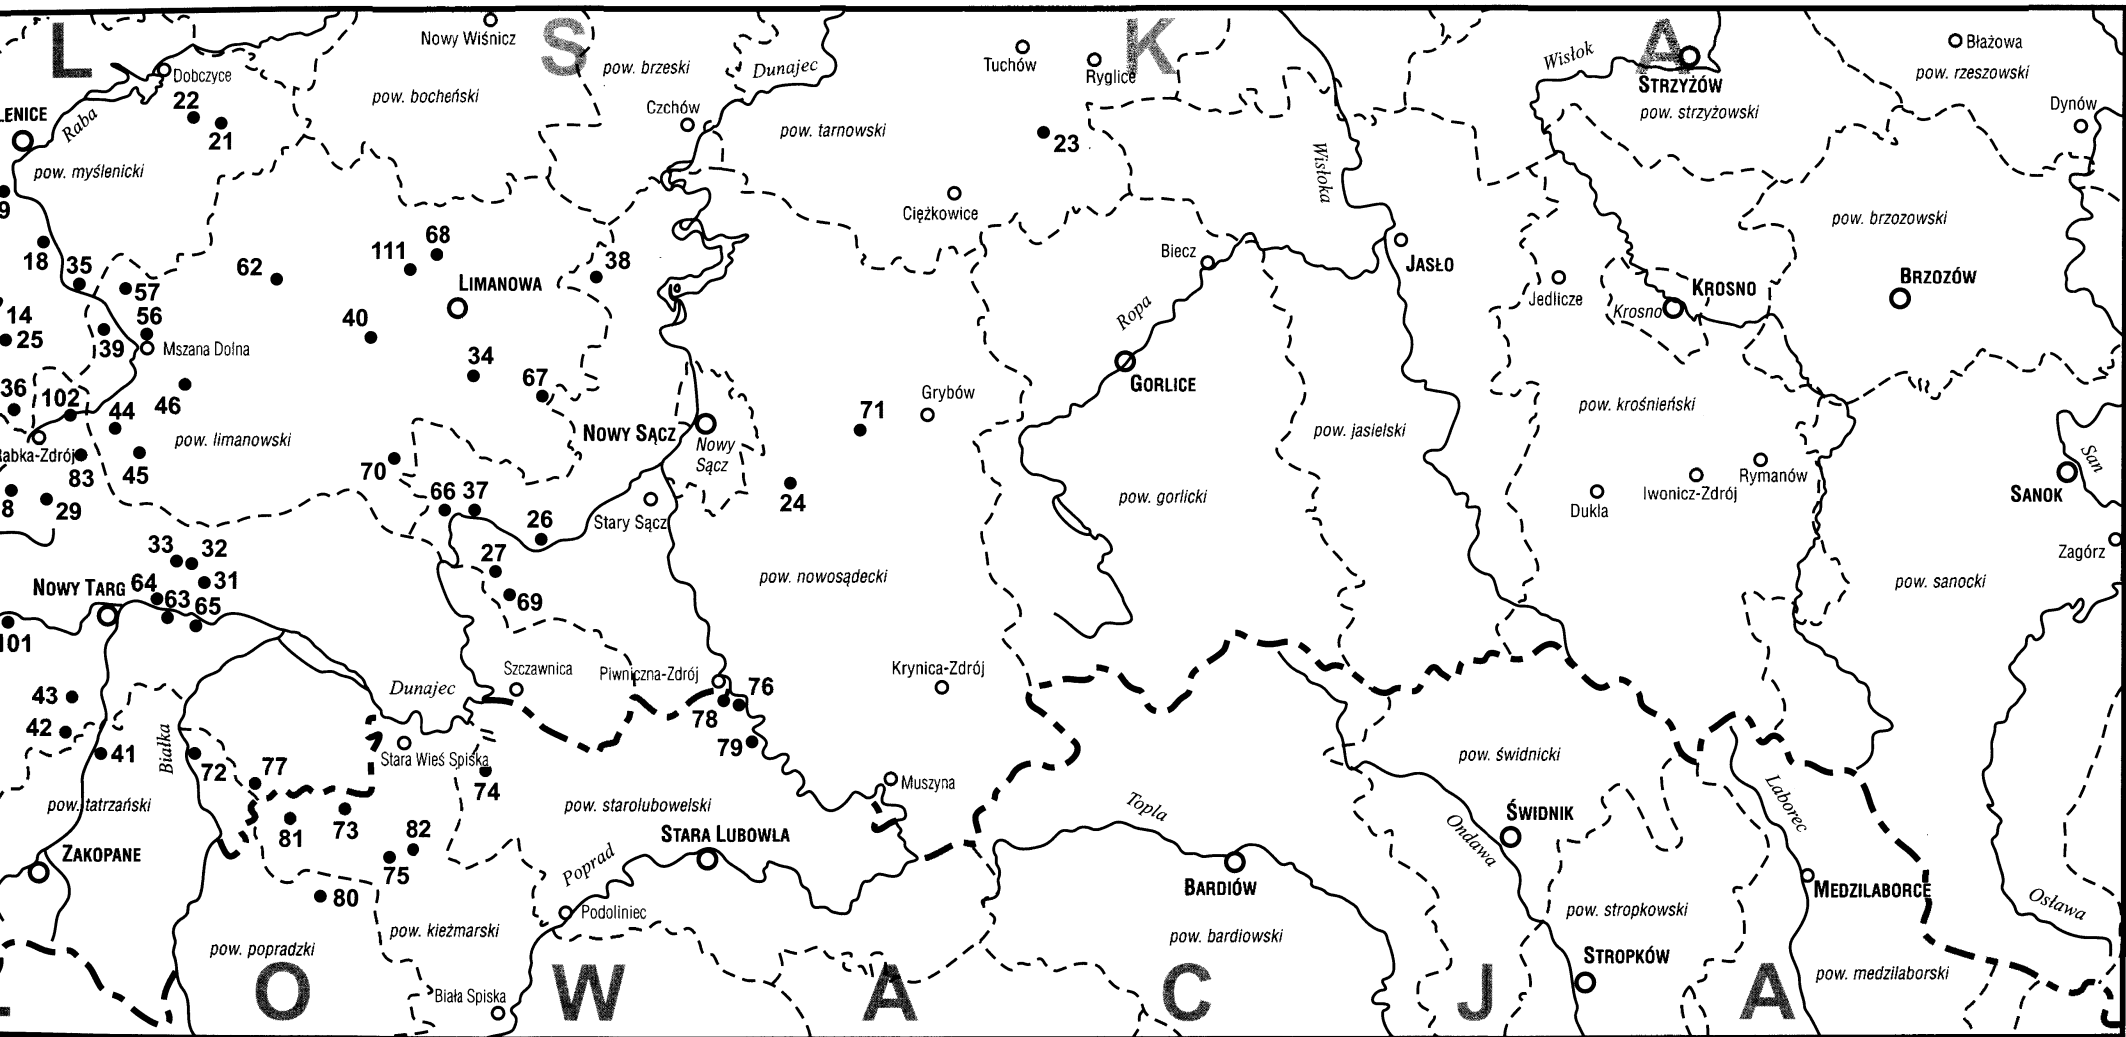 L
S
K
A
Nowy Wiśnicz
Dobczyce
22
21
LENICE
Raba
pow. myślenicki
pow. bocheński
pow. brzeski
Dunajec
Czchów
pow. tarnowski
Tuchów
Ryglice
23
Ciężkowice
Wisłoka
Wisłok
STRZYŻÓW
pow. strzyżowski
Błażowa
pow. rzeszowski
Dynów
pow. brzozowski
9
18
35
57
56
62
111
68
LIMANOWA
38
Biecz
JASŁO
Jedlicze
KROSNO
Krosno
BRZOZÓW
14
25
39
Mszana Dolna
40
34
67
Ropa
GORLICE
36
102
44
46
pow. limanowski
NOWY SĄCZ
Nowy
Sącz
71
Grybów
pow. jasielski
pow. krośnieński
Rabka-Zdrój
83
45
70
8
29
66
37
26
Stary Sącz
24
pow. gorlicki
Dukla
Iwonicz-Zdrój
Rymanów
SANOK
San
Zagórz
33
32
31
27
69
pow. nowosądecki
pow. sanocki
NOWY TARG
64
63
65
101
43
42
41
Białka
Dunajec
Szczawnica
Piwniczna-Zdrój
76
78
79
Krynica-Zdrój
72
77
Stara Wieś Spiska
74
Muszyna
pow. świdnicki
pow. tatrzański
81
73
82
75
pow. starolubowelski
STARA LUBOWLA
Topla
ŚWIDNIK
Ondawa
Laborec
ZAKOPANE
80
Poprad
Podoliniec
BARDIÓW
MEDZILABORCE
Osława
pow. popradzki
pow. kieżmarski
pow. bardiowski
pow. stropkowski
STROPKÓW
pow. medzilaborski
Biała Spiska
O
W
A
C
J
A